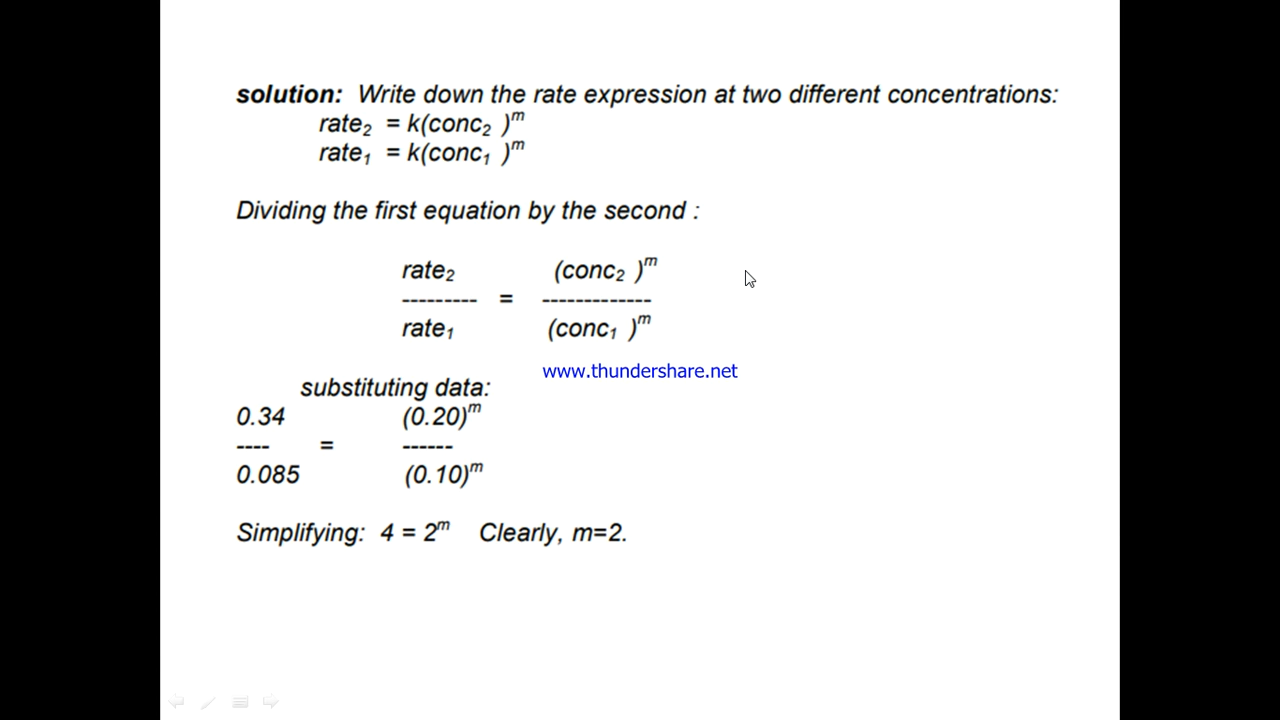 solution: Write down the rate expression at two different concentrations:
rate₂ = k(conc₂ )ᵐ
rate₁ = k(conc₁ )ᵐ
Dividing the first equation by the second :
rate₂ (conc₂ )ᵐ
--------- = -------------
rate₁ (conc₁ )ᵐ
www.thundershare.net
substituting data:
0.34 (0.20)ᵐ
---- = ------
0.085 (0.10)ᵐ
Simplifying: 4 = 2ᵐ Clearly, m=2.